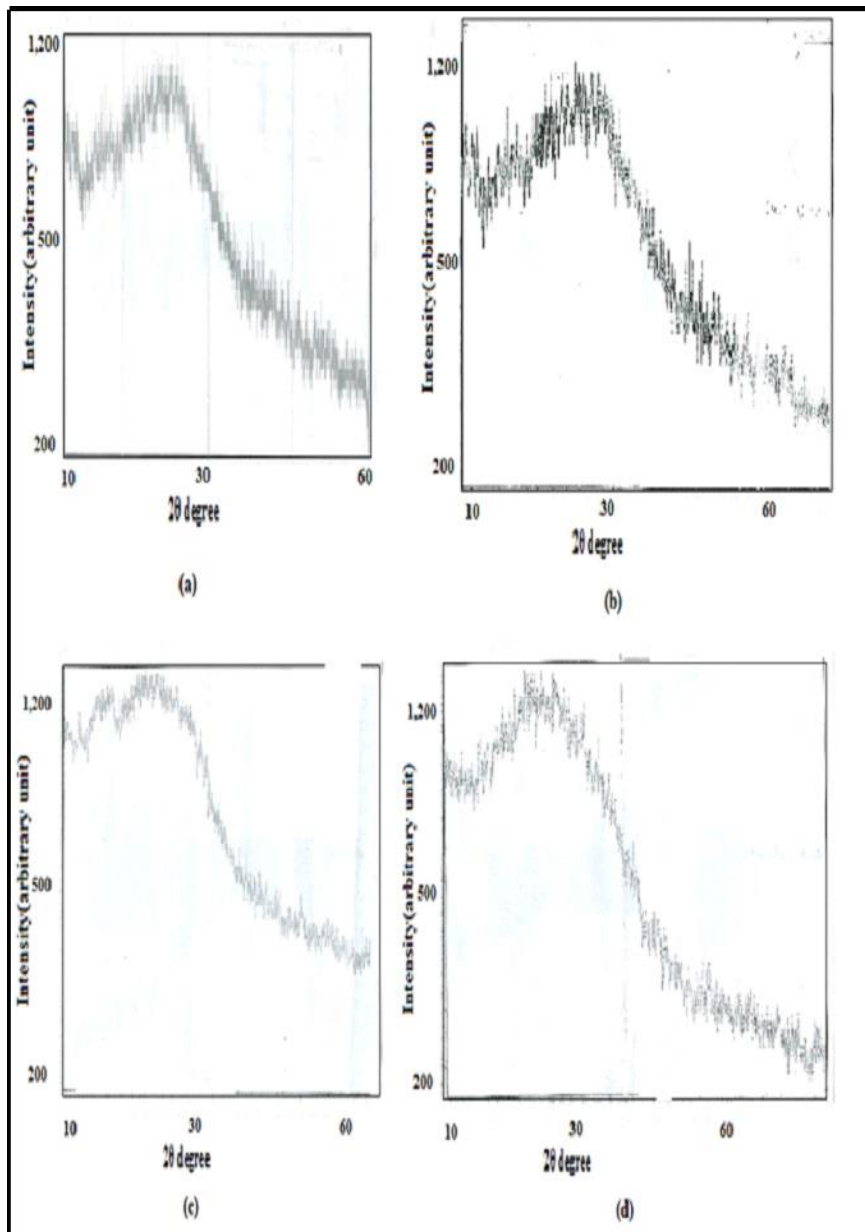 1,200
500
200
Intensity(arbitrary unit)
10 30 60
2θ degree
(a)
1,200
500
200
Intensity(arbitrary unit)
10 30 60
2θ degree
(b)
1,200
500
200
Intensity(arbitrary unit)
10 30 60
2θ degree
(c)
1,200
500
200
Intensity(arbitrary unit)
10 30 60
2θ degree
(d)